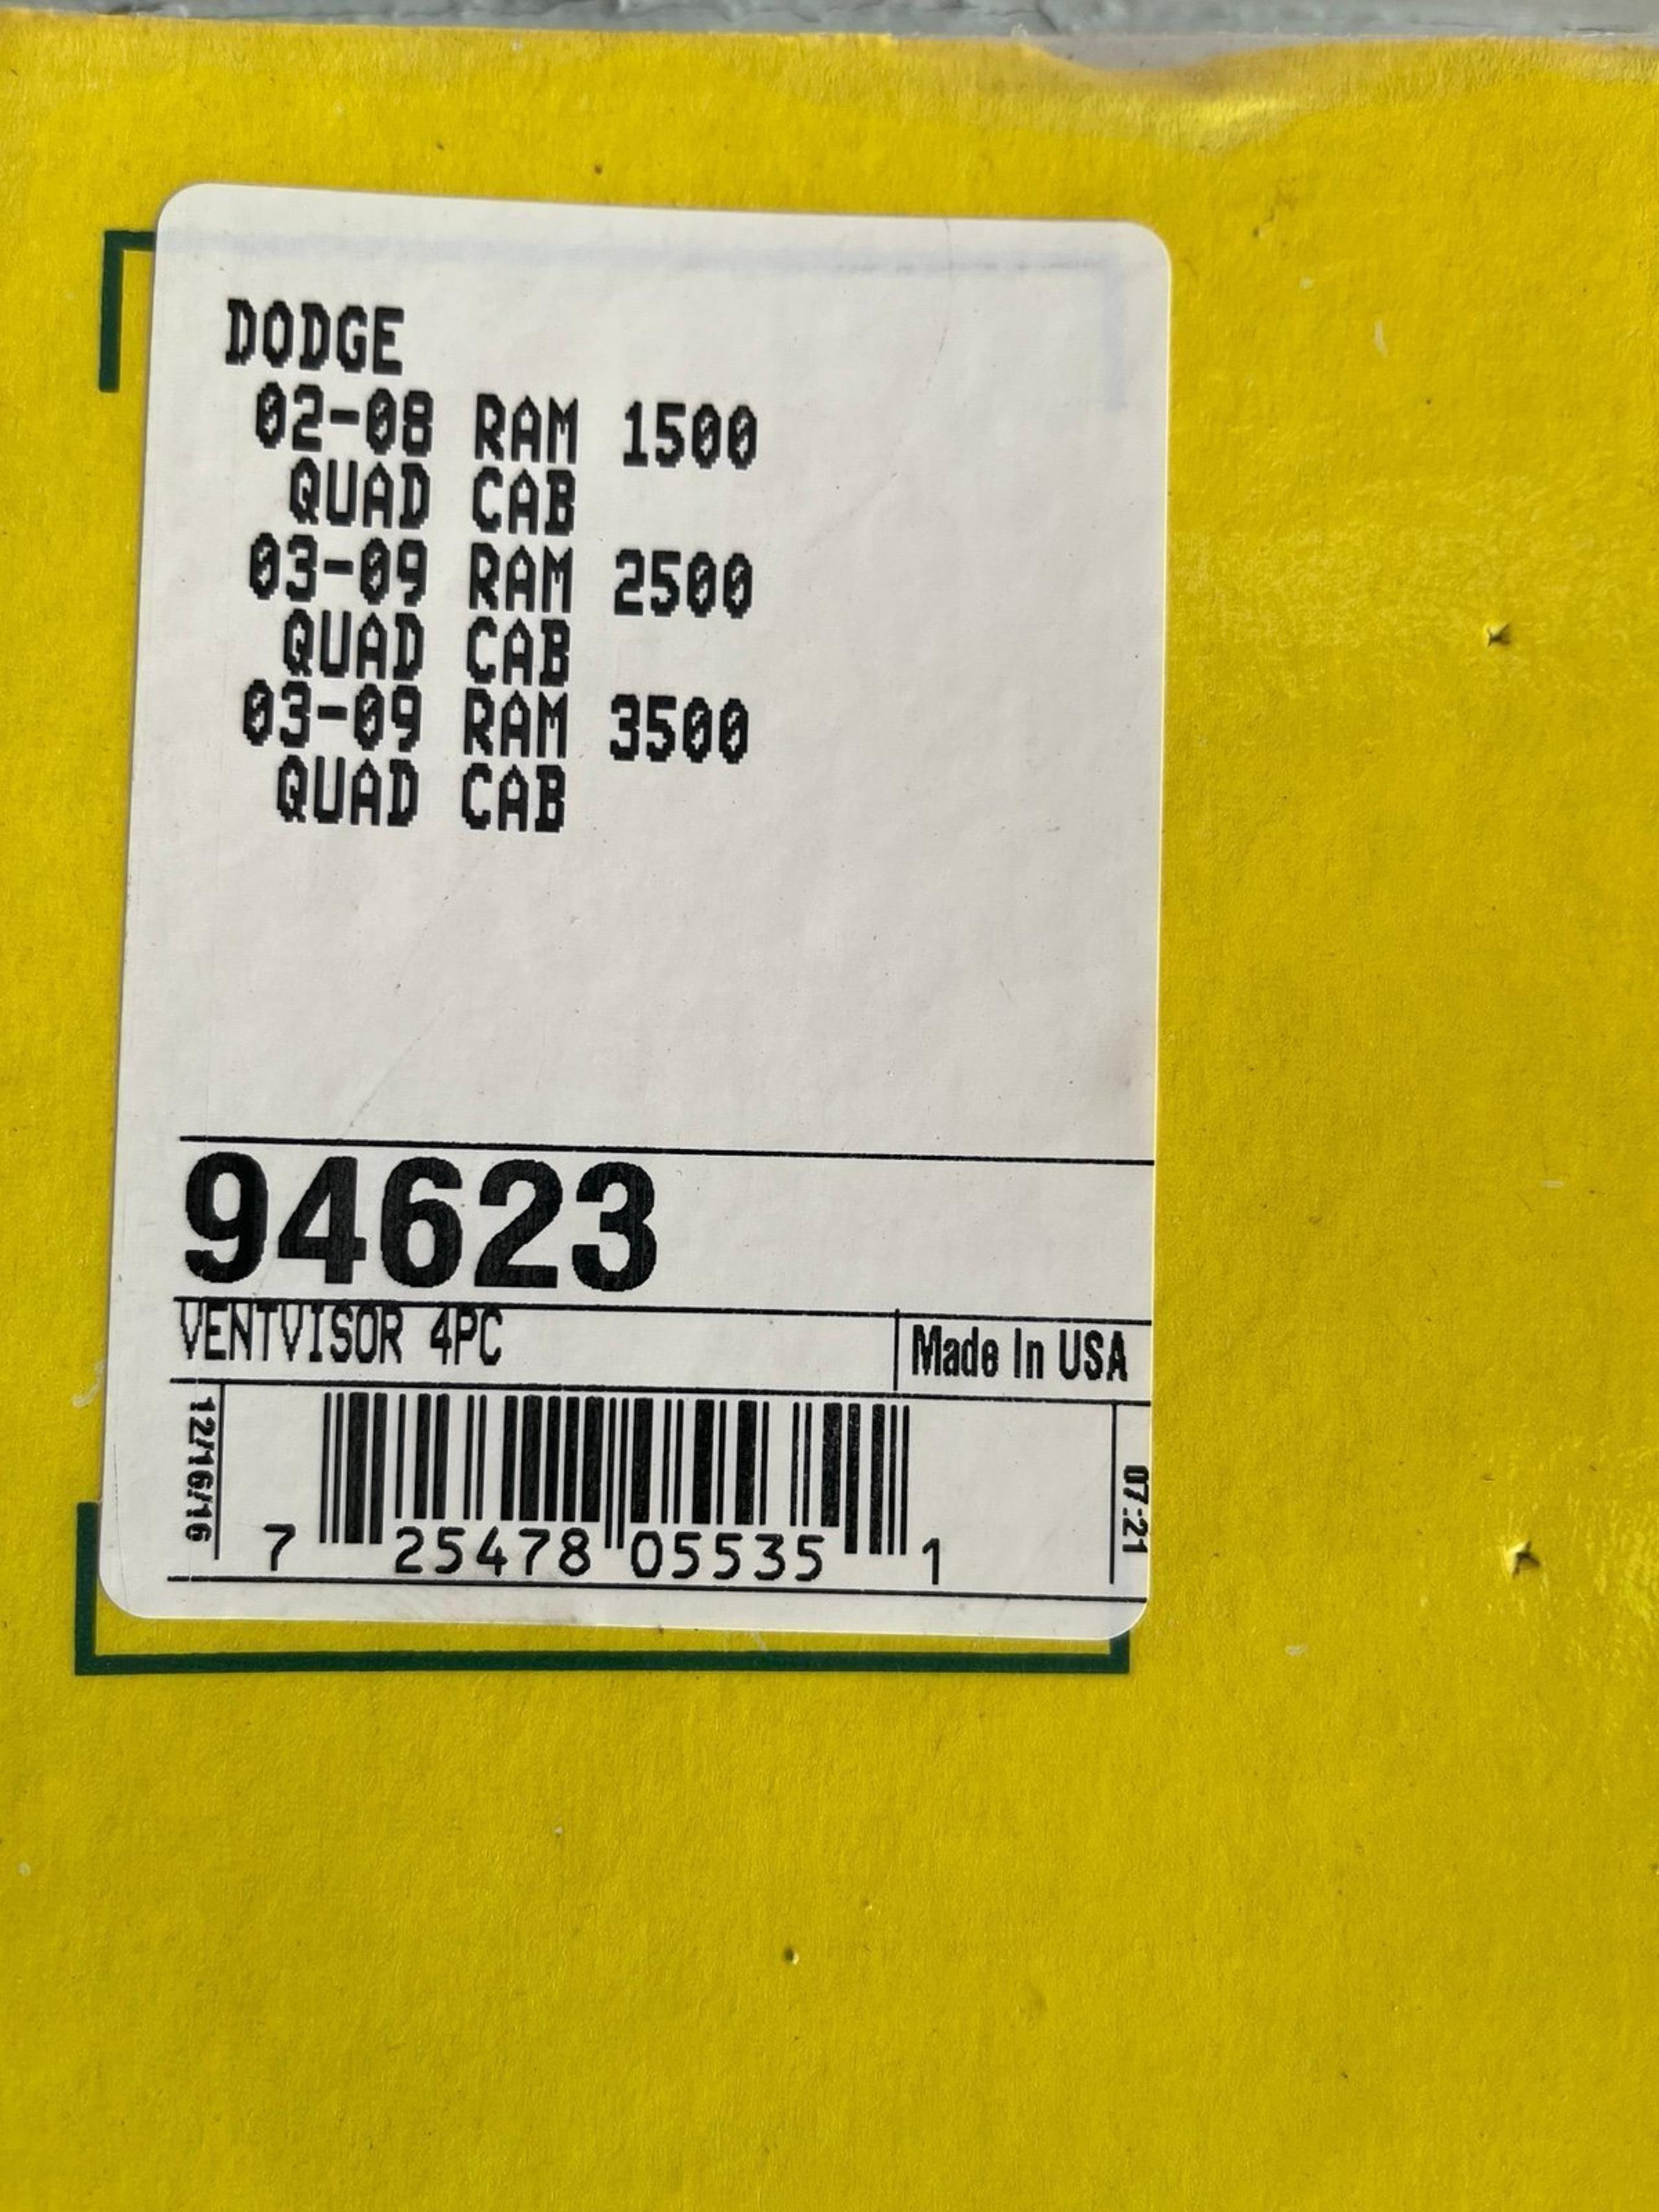 DODGE
02-08 RAM 1500
QUAD CAB
03-09 RAM 2500
QUAD CAB
03-09 RAM 3500
QUAD CAB
94623
VENTVISOR 4PC
Made In USA
12/16/16
7 25478 05535 1
07:21